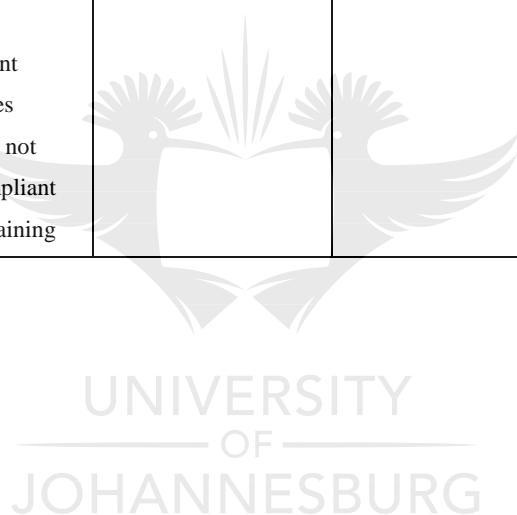 nt
es
not
pliant
aining
UNIVERSITY
OF
JOHANNESBURG